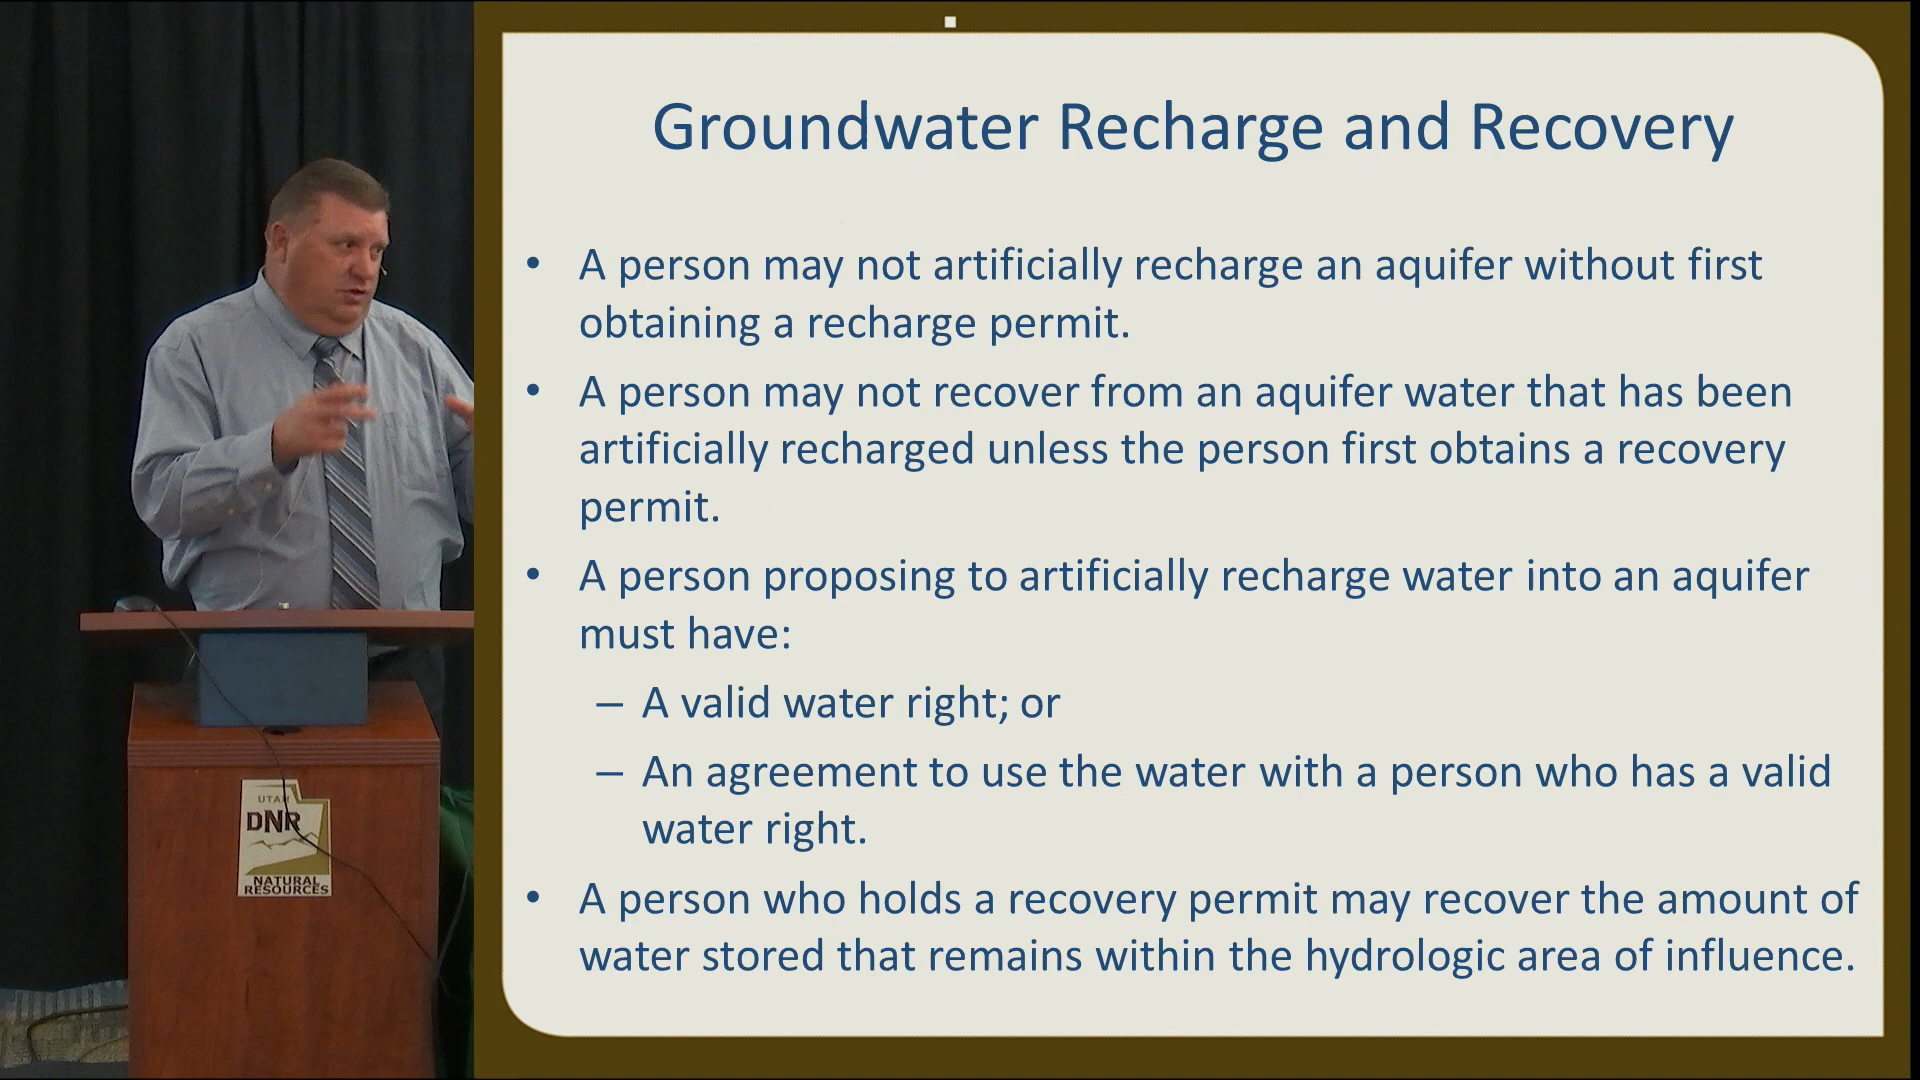 Groundwater Recharge and Recovery
• A person may not artificially recharge an aquifer without first
obtaining a recharge permit.
• A person may not recover from an aquifer water that has been
artificially recharged unless the person first obtains a recovery
permit.
• A person proposing to artificially recharge water into an aquifer
must have:
– A valid water right; or
– An agreement to use the water with a person who has a valid
water right.
• A person who holds a recovery permit may recover the amount of
water stored that remains within the hydrologic area of influence.
UTAH
DNR
NATURAL
RESOURCES